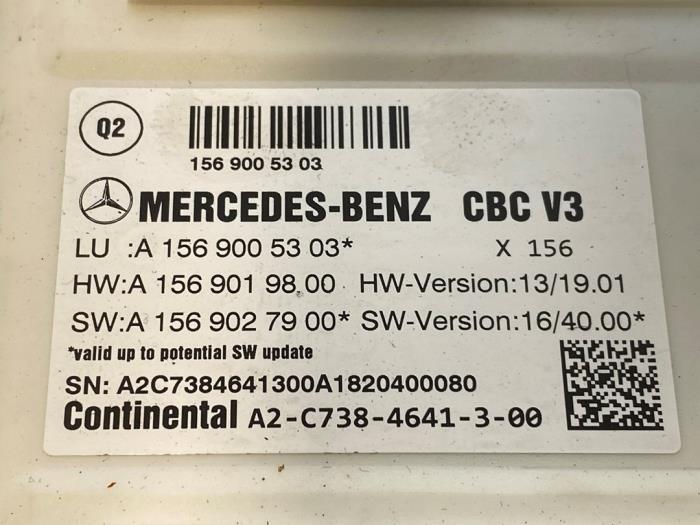 Q2
156 900 53 03
MERCEDES-BENZ CBC V3
LU :A 156 900 53 03* X 156
HW:A 156 901 98.00 HW-Version:13/19.01
SW:A 156 902 79 00* SW-Version:16/40.00*
*valid up to potential SW update
SN: A2C7384641300A1820400080
Continental A2-C738-4641-3-00